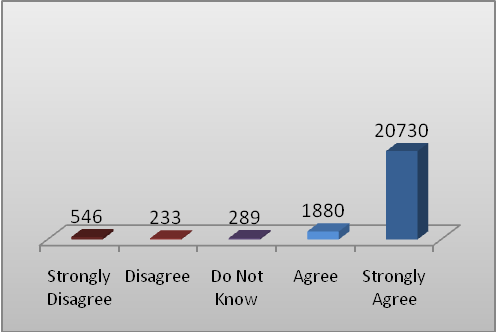 20730
546 233 289 1880
Strongly Disagree Do Not Agree Strongly
Disagree Know Agree